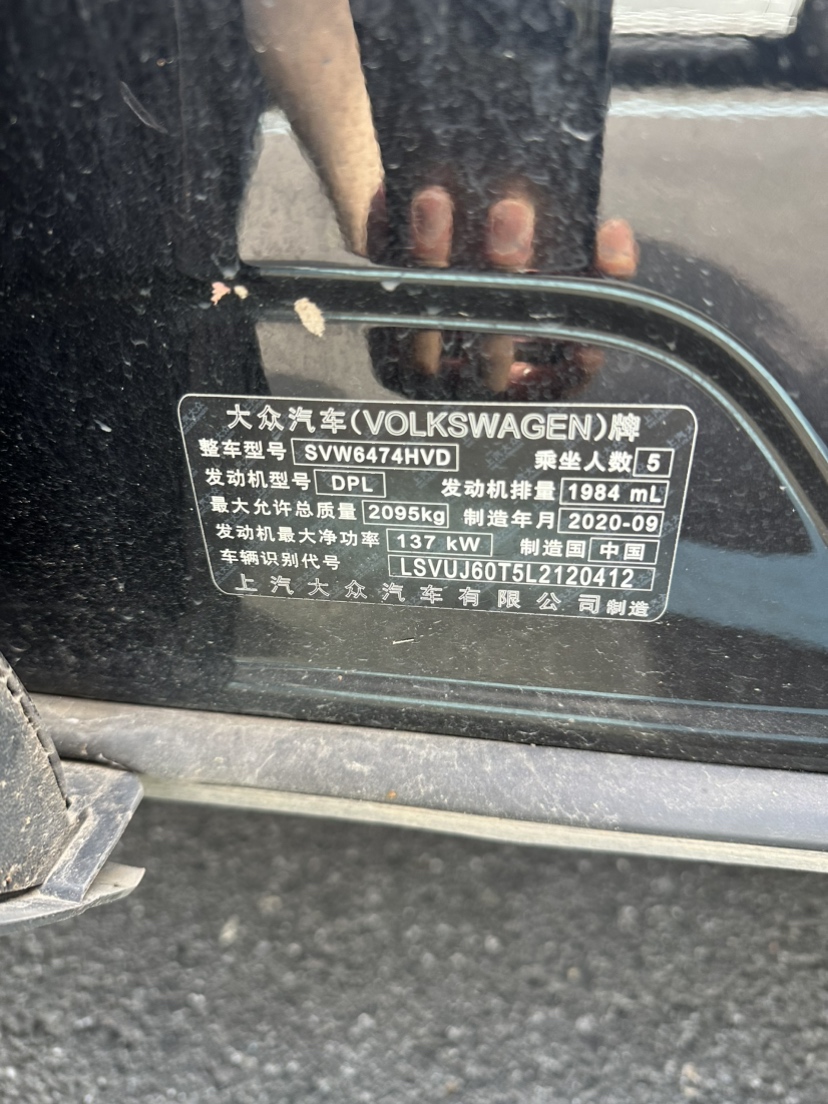 大众汽车(VOLKSWAGEN)牌
整车型号 SVW6474HVD 乘坐人数 5
发动机型号 DPL 发动机排量 1984 mL
最大允许总质量 2095kg 制造年月 2020-09
发动机最大净功率 137 kW 制造国 中国
车辆识别代号 LSVUJ60T5L2120412
上汽大众汽车有限公司制造